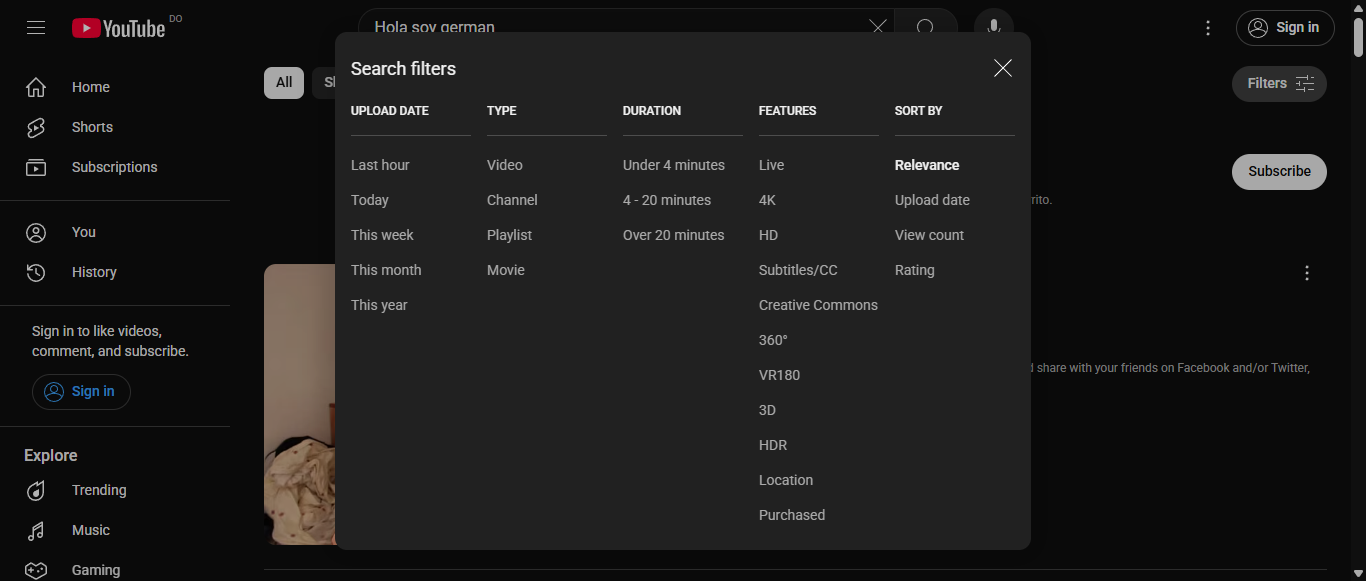 YouTube DO
Hola soy german
Sign in
Home
Shorts
Subscriptions
You
History
Sign in to like videos,
comment, and subscribe.
Sign in
Explore
Trending
Music
Gaming
All
Filters
Subscribe
rito.
share with your friends on Facebook and/or Twitter,
Search filters
UPLOAD DATE
Last hour
Today
This week
This month
This year
TYPE
Video
Channel
Playlist
Movie
DURATION
Under 4 minutes
4 - 20 minutes
Over 20 minutes
FEATURES
Live
4K
HD
Subtitles/CC
Creative Commons
360°
VR180
3D
HDR
Location
Purchased
SORT BY
Relevance
Upload date
View count
Rating